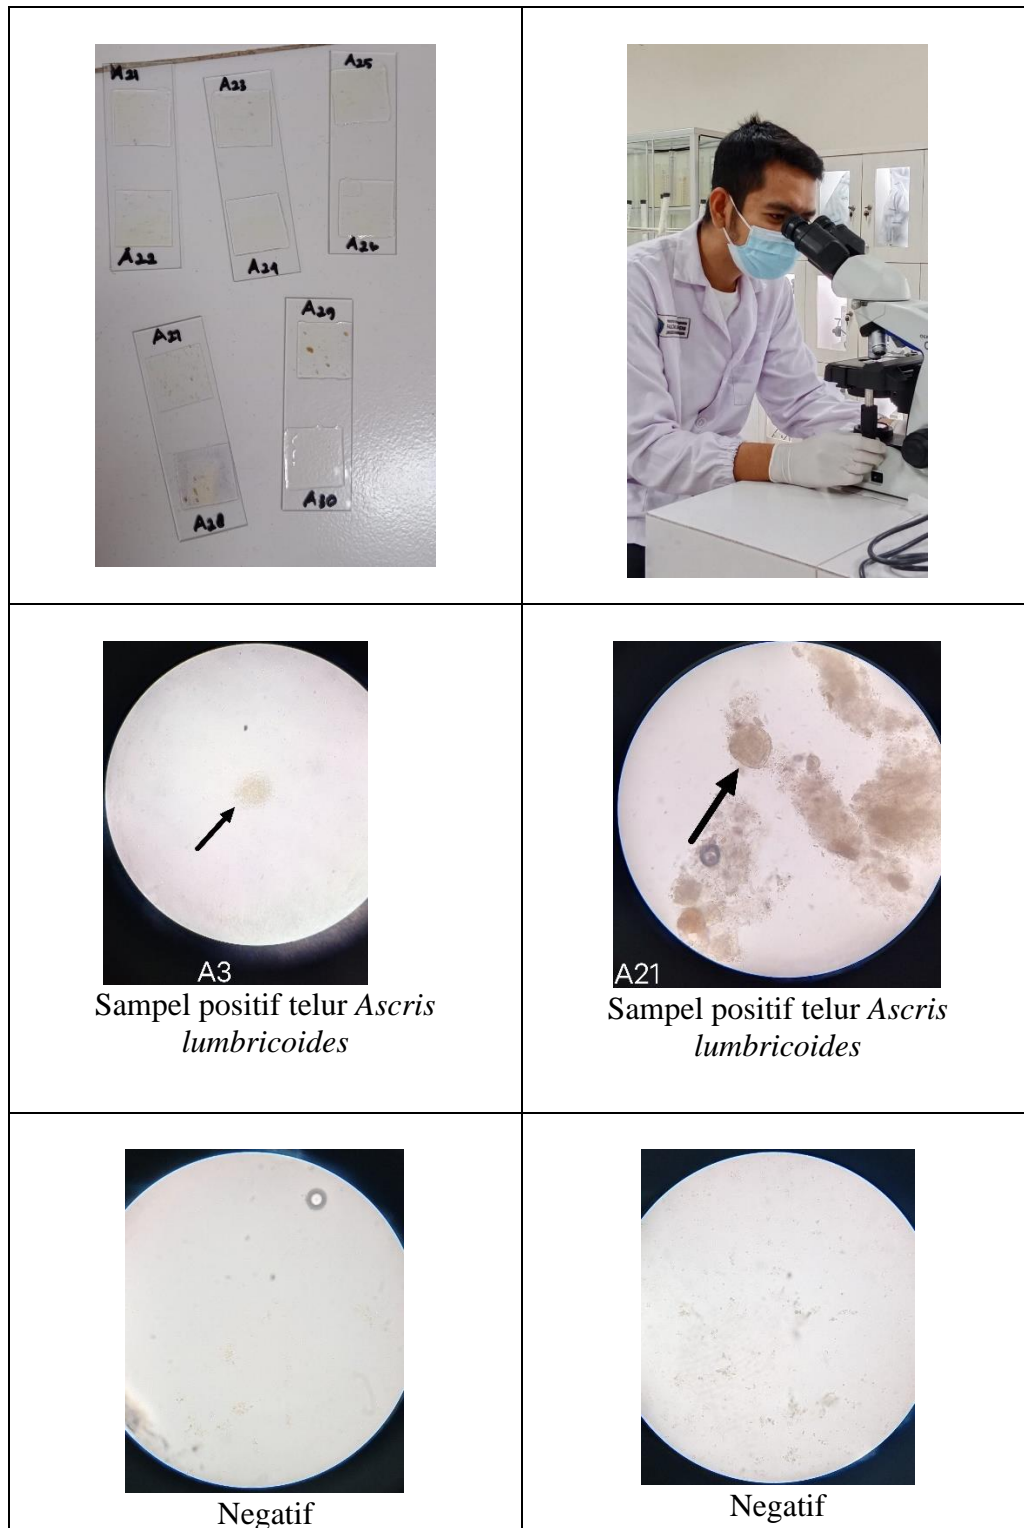 A21
A23
A25
A22
A24
A26
A27
A29
A28
A30
A3
Sampel positif telur Ascris
lumbricoides
A21
Sampel positif telur Ascris
lumbricoides
Negatif
Negatif